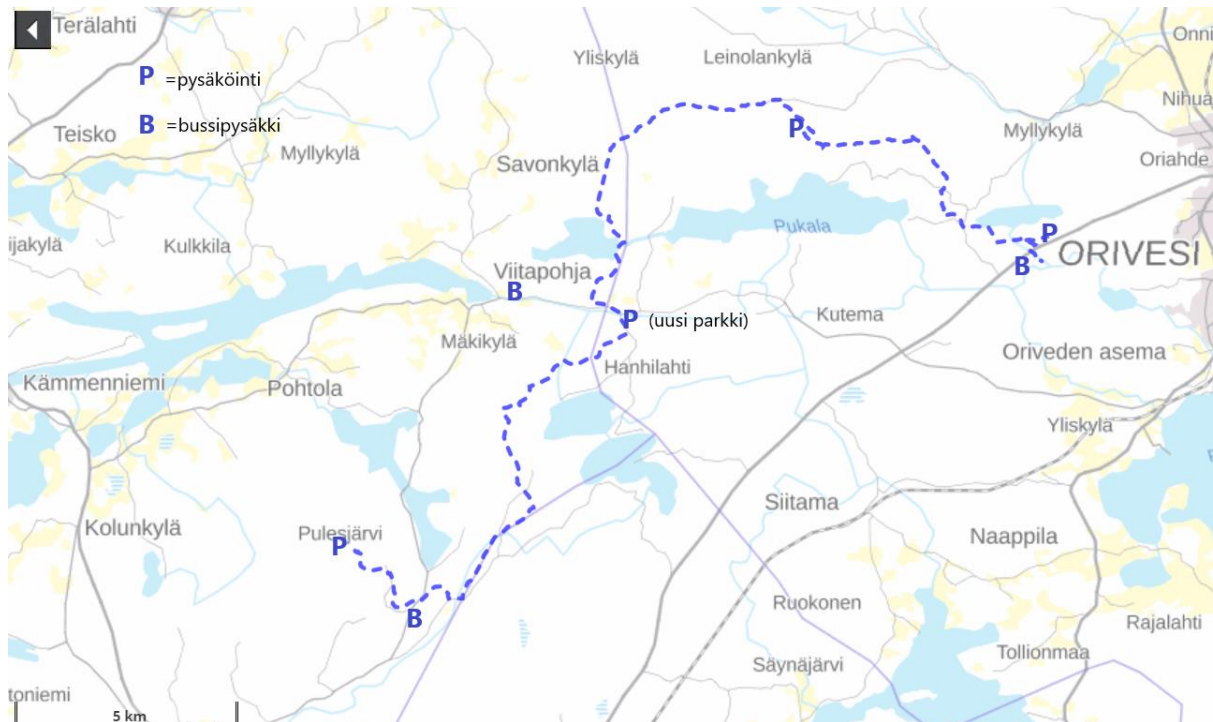 Terälahti
Onni
Yliskylä
Leinolankylä
P =pysäköinti
Nihua
B =bussipysäkki
P
Teisko
Myllykylä
Myllykylä
Savonkylä
Oriahde
Pukala
P
ijakylä
Kulkkila
ORIVESI
Viitapohja
B
B
Kutema
P (uusi parkki)
Mäkikylä
Oriveden asema
Hanhilahti
Kämmenniemi
Pohtola
Yliskylä
Siitama
Kolunkylä
Pulesjärvi
Naappila
P
Ruokonen
B
Rajalahti
Tollionmaa
Säynäjärvi
toniemi
5 km